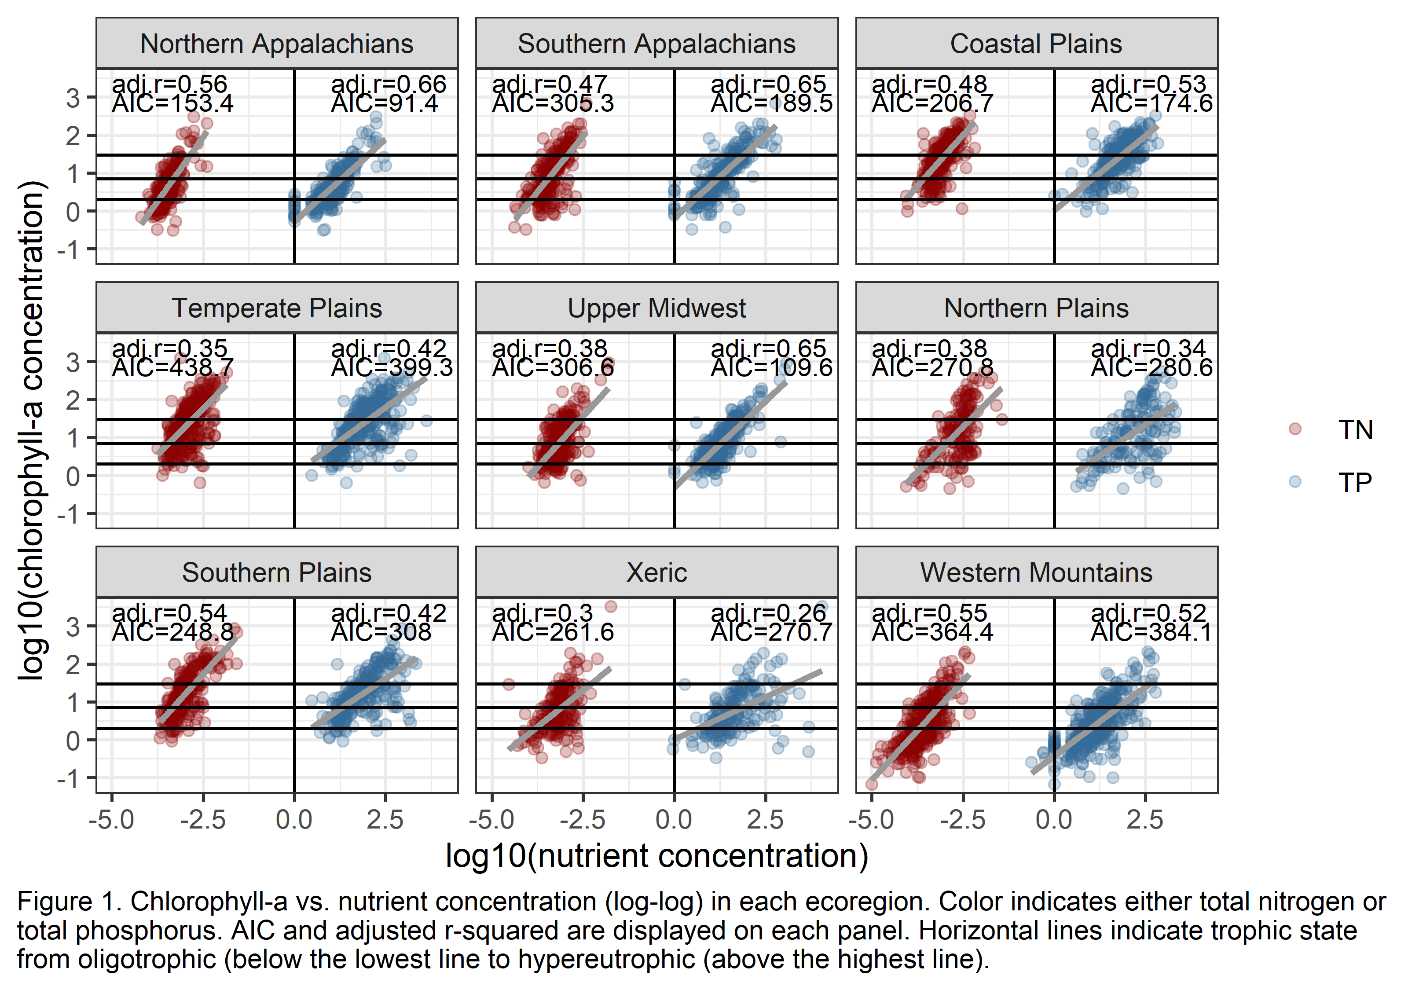 Northern Appalachians
Southern Appalachians
Coastal Plains
adj.r=0.56
AIC=153.4
adj.r=0.66
AIC=91.4
adj.r=0.47
AIC=305.3
adj.r=0.65
AIC=189.5
adj.r=0.48
AIC=206.7
adj.r=0.53
AIC=174.6
3
2
1
0
-1
Temperate Plains
Upper Midwest
Northern Plains
adj.r=0.35
AIC=438.7
adj.r=0.42
AIC=399.3
adj.r=0.38
AIC=306.6
adj.r=0.65
AIC=109.6
adj.r=0.38
AIC=270.8
adj.r=0.34
AIC=280.6
3
2
1
0
-1
Southern Plains
Xeric
Western Mountains
adj.r=0.54
AIC=248.8
adj.r=0.42
AIC=308
adj.r=0.3
AIC=261.6
adj.r=0.26
AIC=270.7
adj.r=0.55
AIC=364.4
adj.r=0.52
AIC=384.1
3
2
1
0
-1
-5.0 -2.5 0.0 2.5
-5.0 -2.5 0.0 2.5
-5.0 -2.5 0.0 2.5
log10(chlorophyll-a concentration)
log10(nutrient concentration)
TN
TP
Figure 1. Chlorophyll-a vs. nutrient concentration (log-log) in each ecoregion. Color indicates either total nitrogen or
total phosphorus. AIC and adjusted r-squared are displayed on each panel. Horizontal lines indicate trophic state
from oligotrophic (below the lowest line to hypereutrophic (above the highest line).